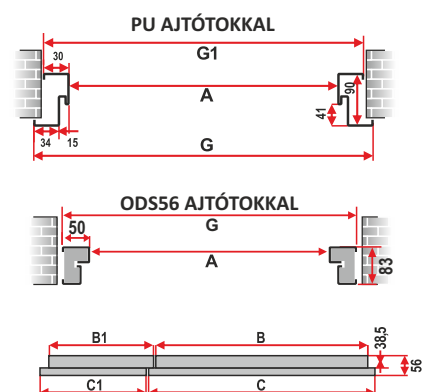 PU AJTÓTOKKAL
G1
30
A
90
41
34
15
G
ODS56 AJTÓTOKKAL
G
50
A
83
B1
B
38,5
56
C1
C